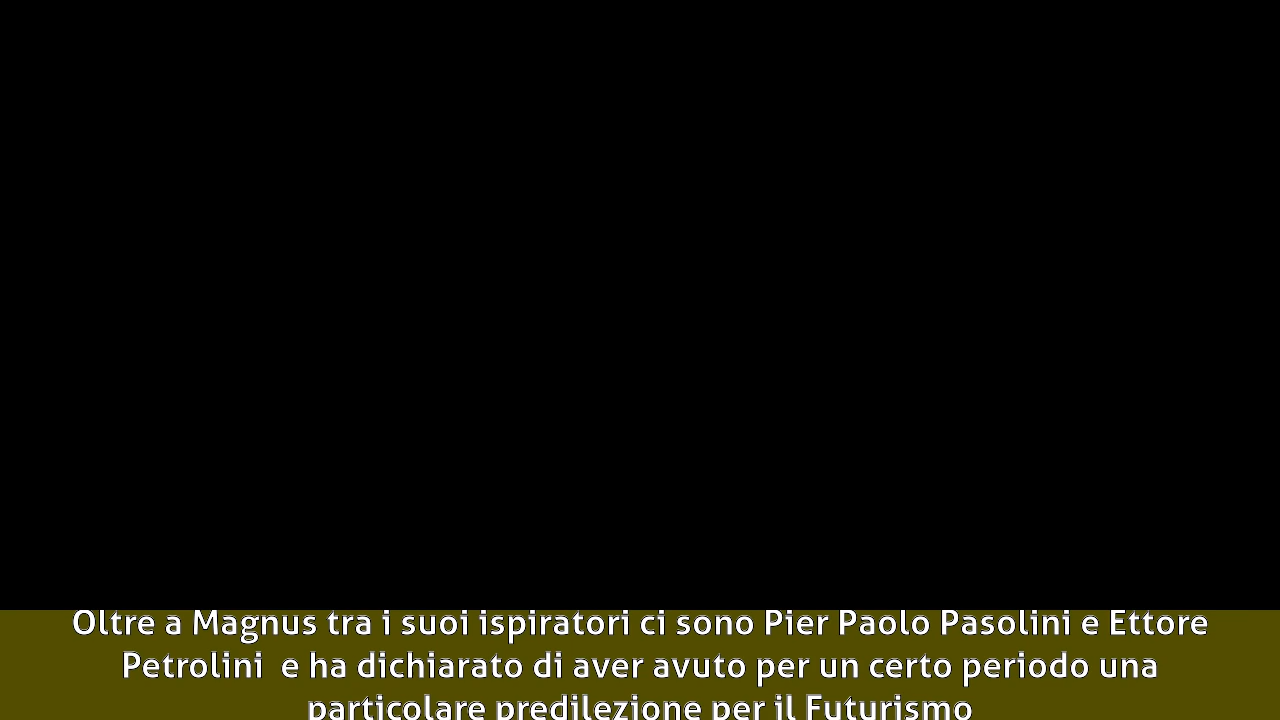 Oltre a Magnus tra i suoi ispiratori ci sono Pier Paolo Pasolini e Ettore
Petrolini  e ha dichiarato di aver avuto per un certo periodo una
particolare predilezione per il Futurismo